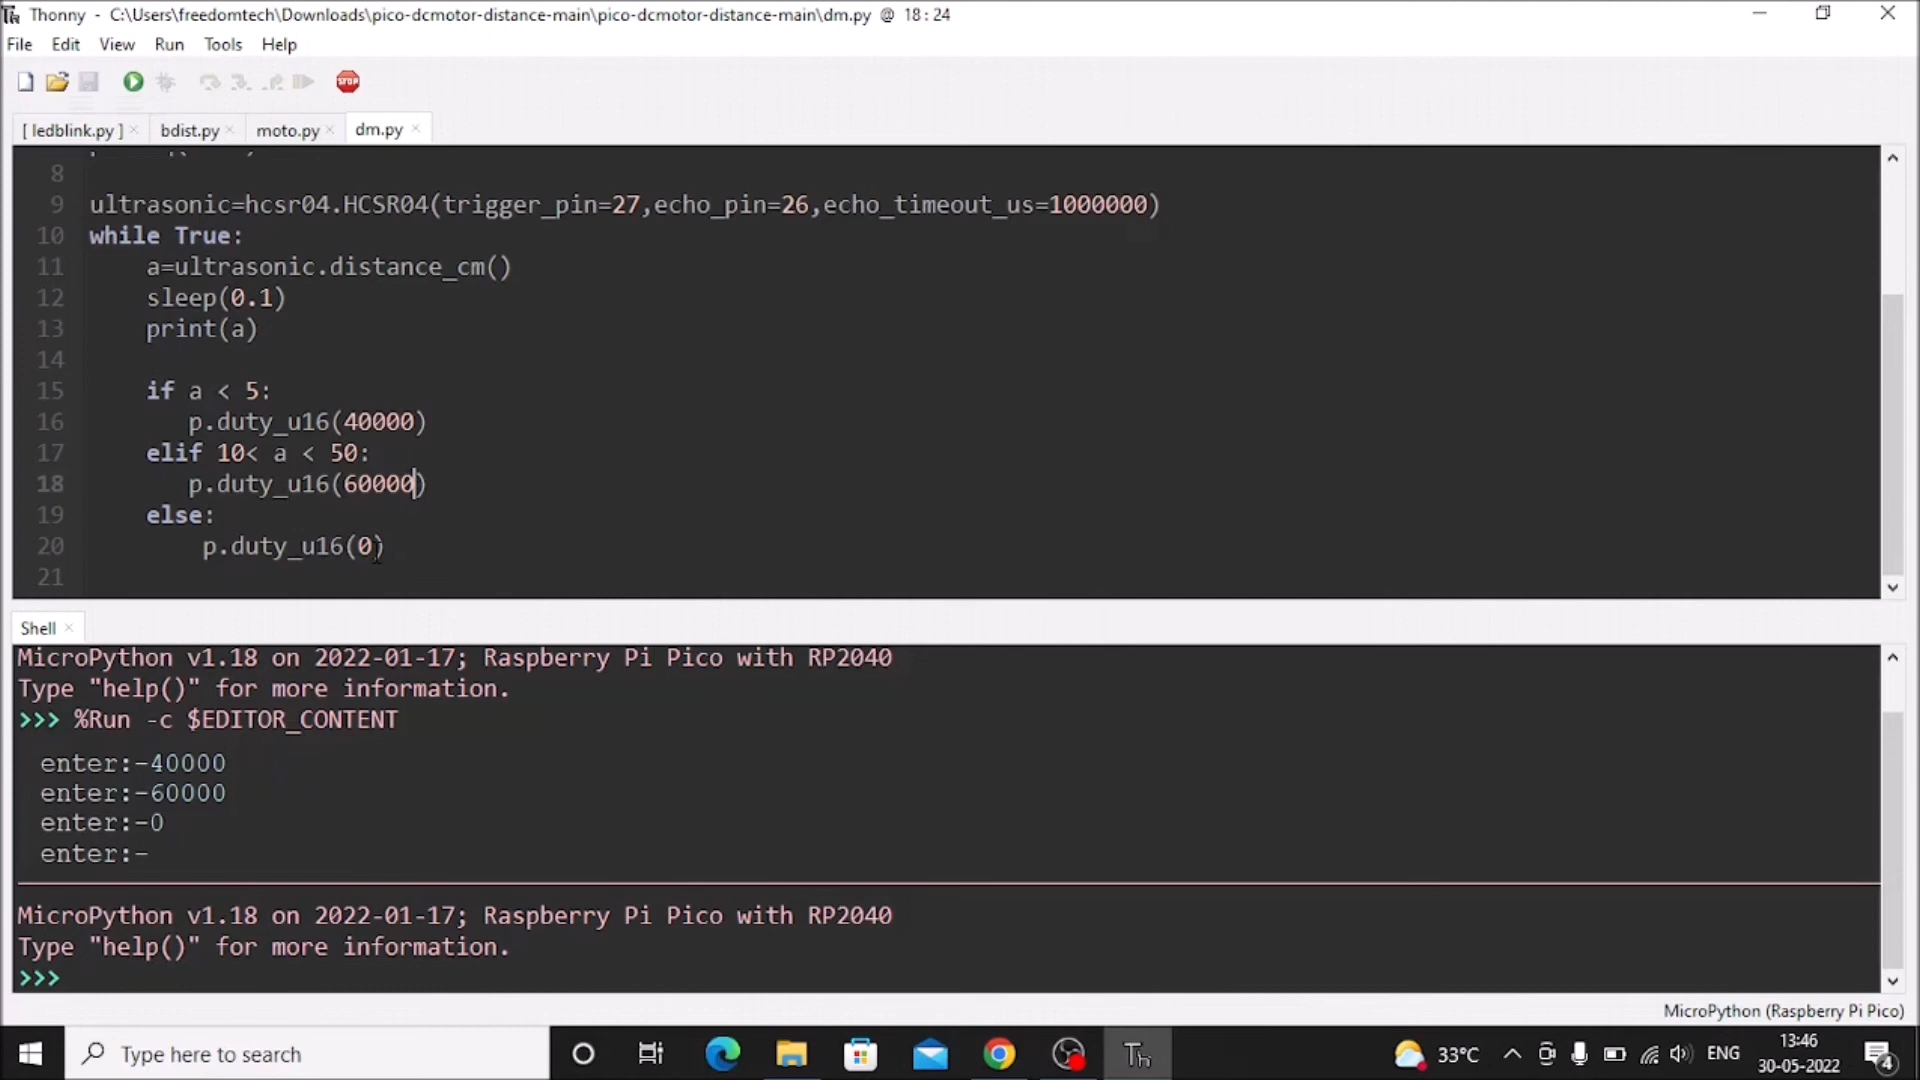 Thonny - C:\Users\freedomtech\Downloads\pico-dcmotor-distance-main\pico-dcmotor-distance-main\dm.py @ 18:24
File Edit View Run Tools Help
STOP
[ ledblink.py ] × bdist.py × moto.py × dm.py ×
8
9 ultrasonic=hcsr04.HCSR04(trigger_pin=27,echo_pin=26,echo_timeout_us=1000000)
10 while True:
11     a=ultrasonic.distance_cm()
12     sleep(0.1)
13     print(a)
14
15     if a < 5:
16        p.duty_u16(40000)
17     elif 10< a < 50:
18        p.duty_u16(60000)
19     else:
20         p.duty_u16(0)
21
Shell ×
MicroPython v1.18 on 2022-01-17; Raspberry Pi Pico with RP2040
Type "help()" for more information.
>>> %Run -c $EDITOR_CONTENT
enter:-40000
enter:-60000
enter:-0
enter:-
MicroPython v1.18 on 2022-01-17; Raspberry Pi Pico with RP2040
Type "help()" for more information.
>>>
MicroPython (Raspberry Pi Pico)
Type here to search
Th
33°C
ENG
13:46
30-05-2022
4